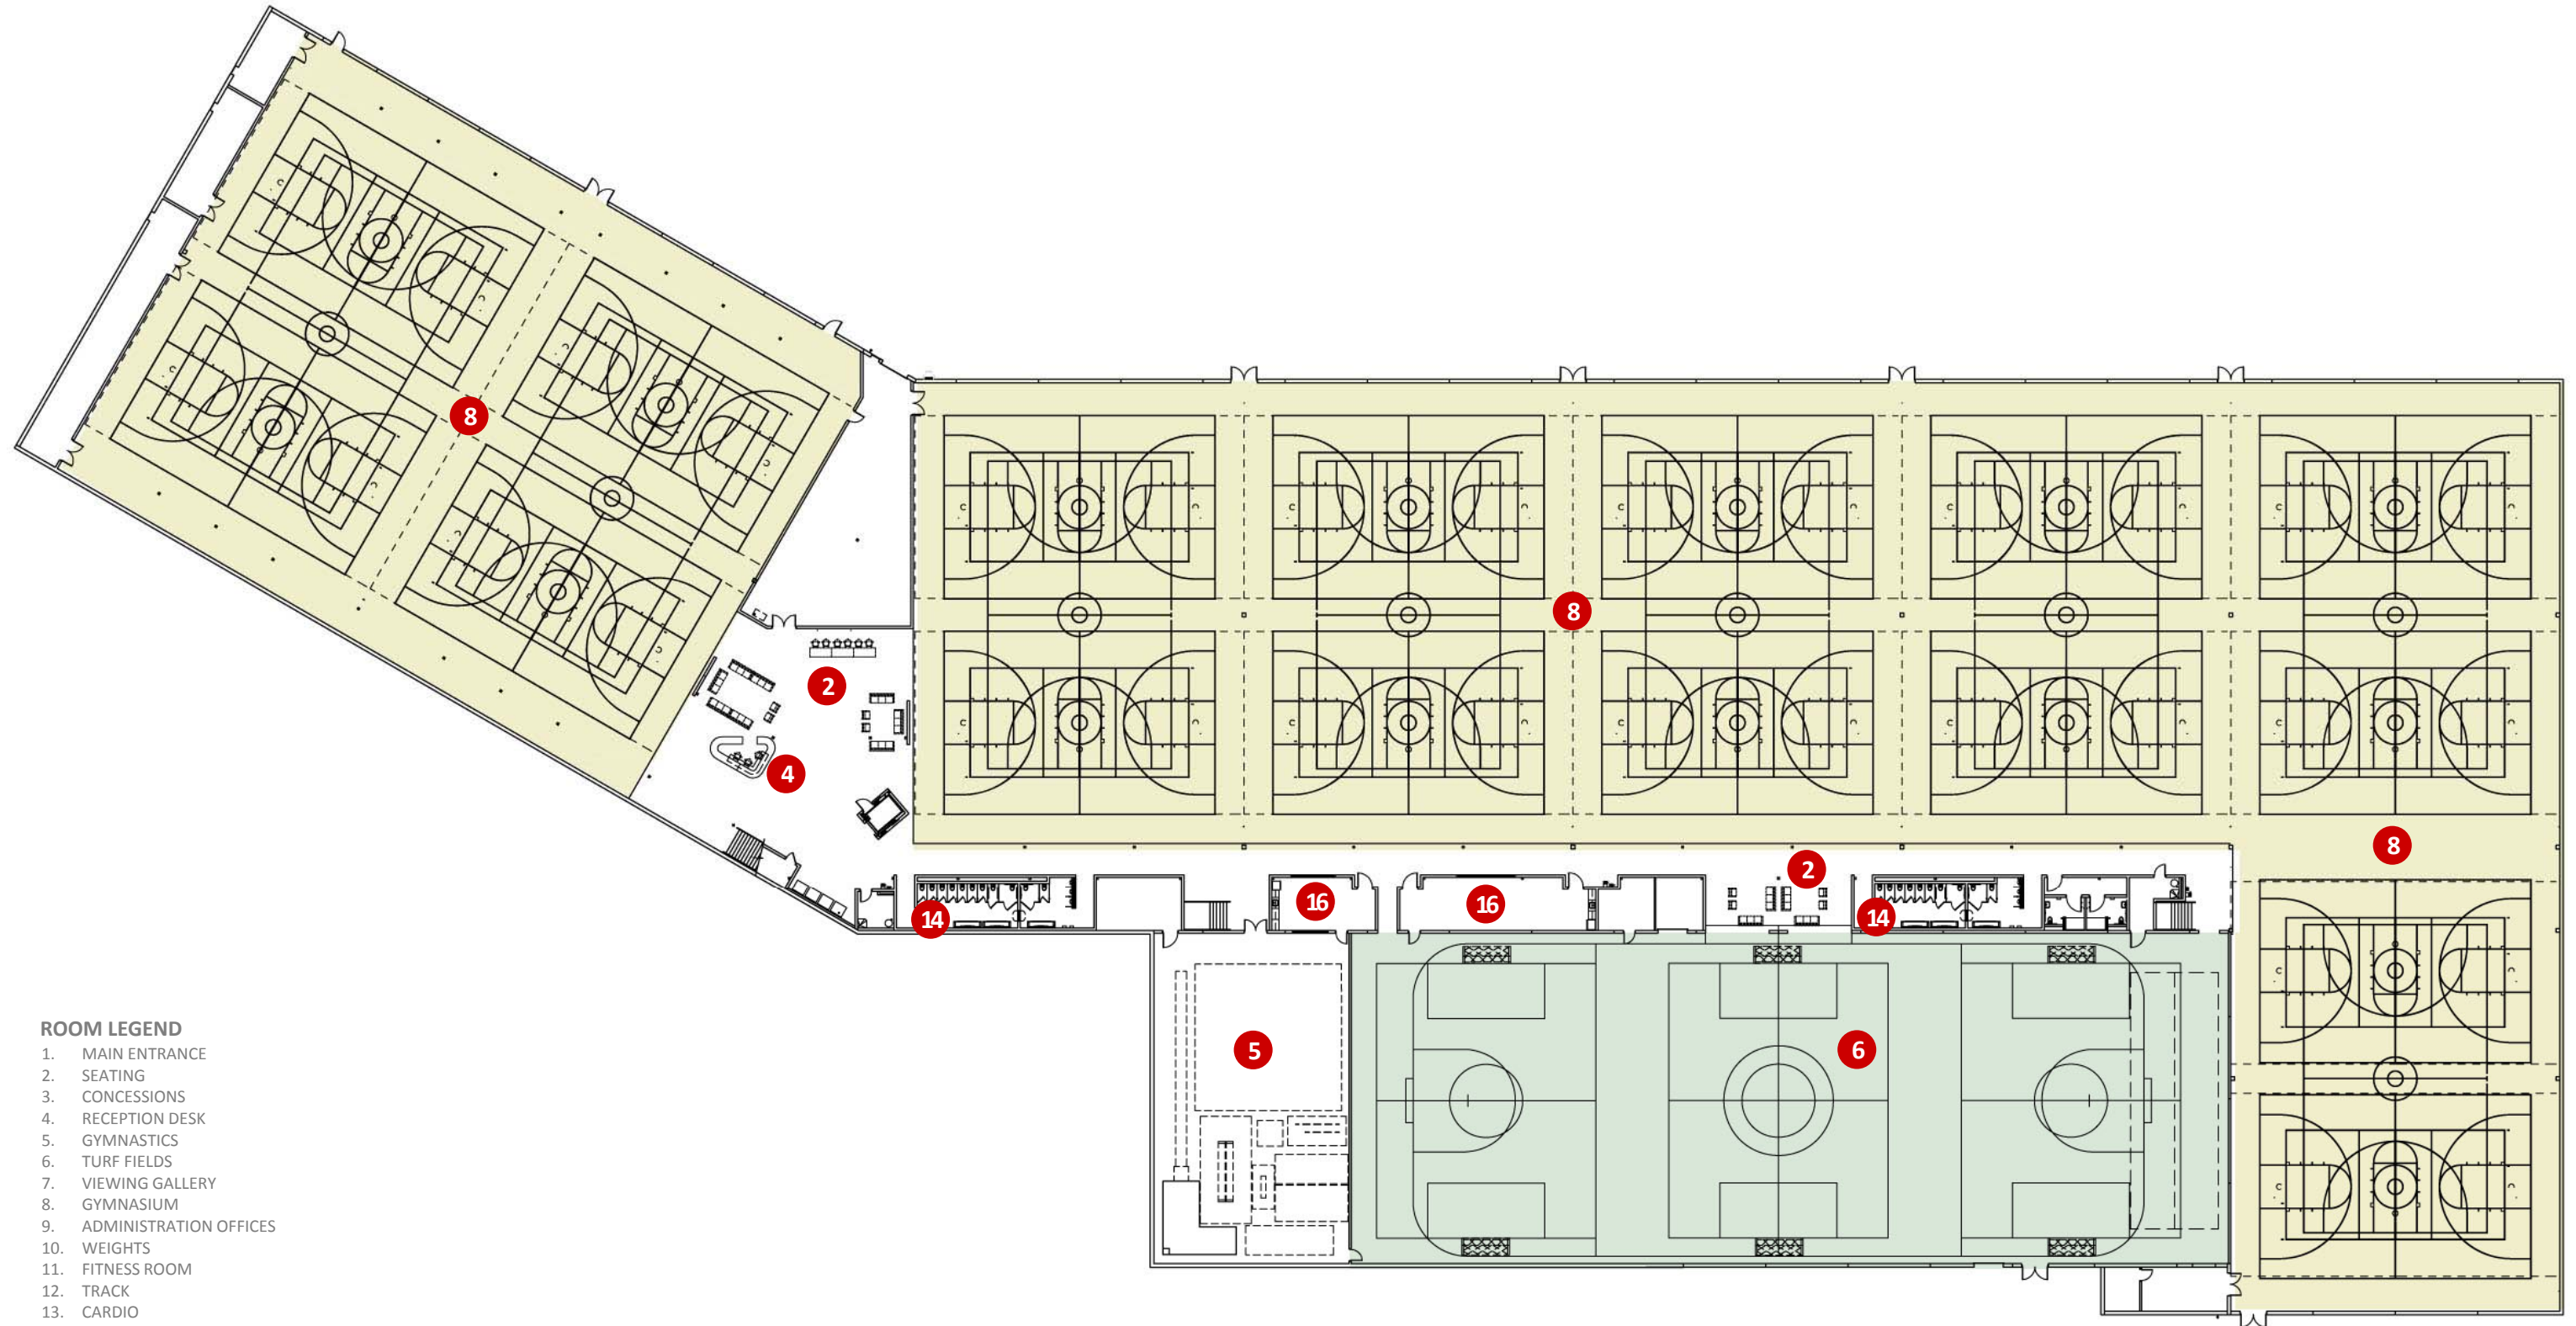 8
8
2
4
8
2
16
16
14
14
5
6
ROOM LEGEND
1. MAIN ENTRANCE
2. SEATING
3. CONCESSIONS
4. RECEPTION DESK
5. GYMNASTICS
6. TURF FIELDS
7. VIEWING GALLERY
8. GYMNASIUM
9. ADMINISTRATION OFFICES
10. WEIGHTS
11. FITNESS ROOM
12. TRACK
13. CARDIO